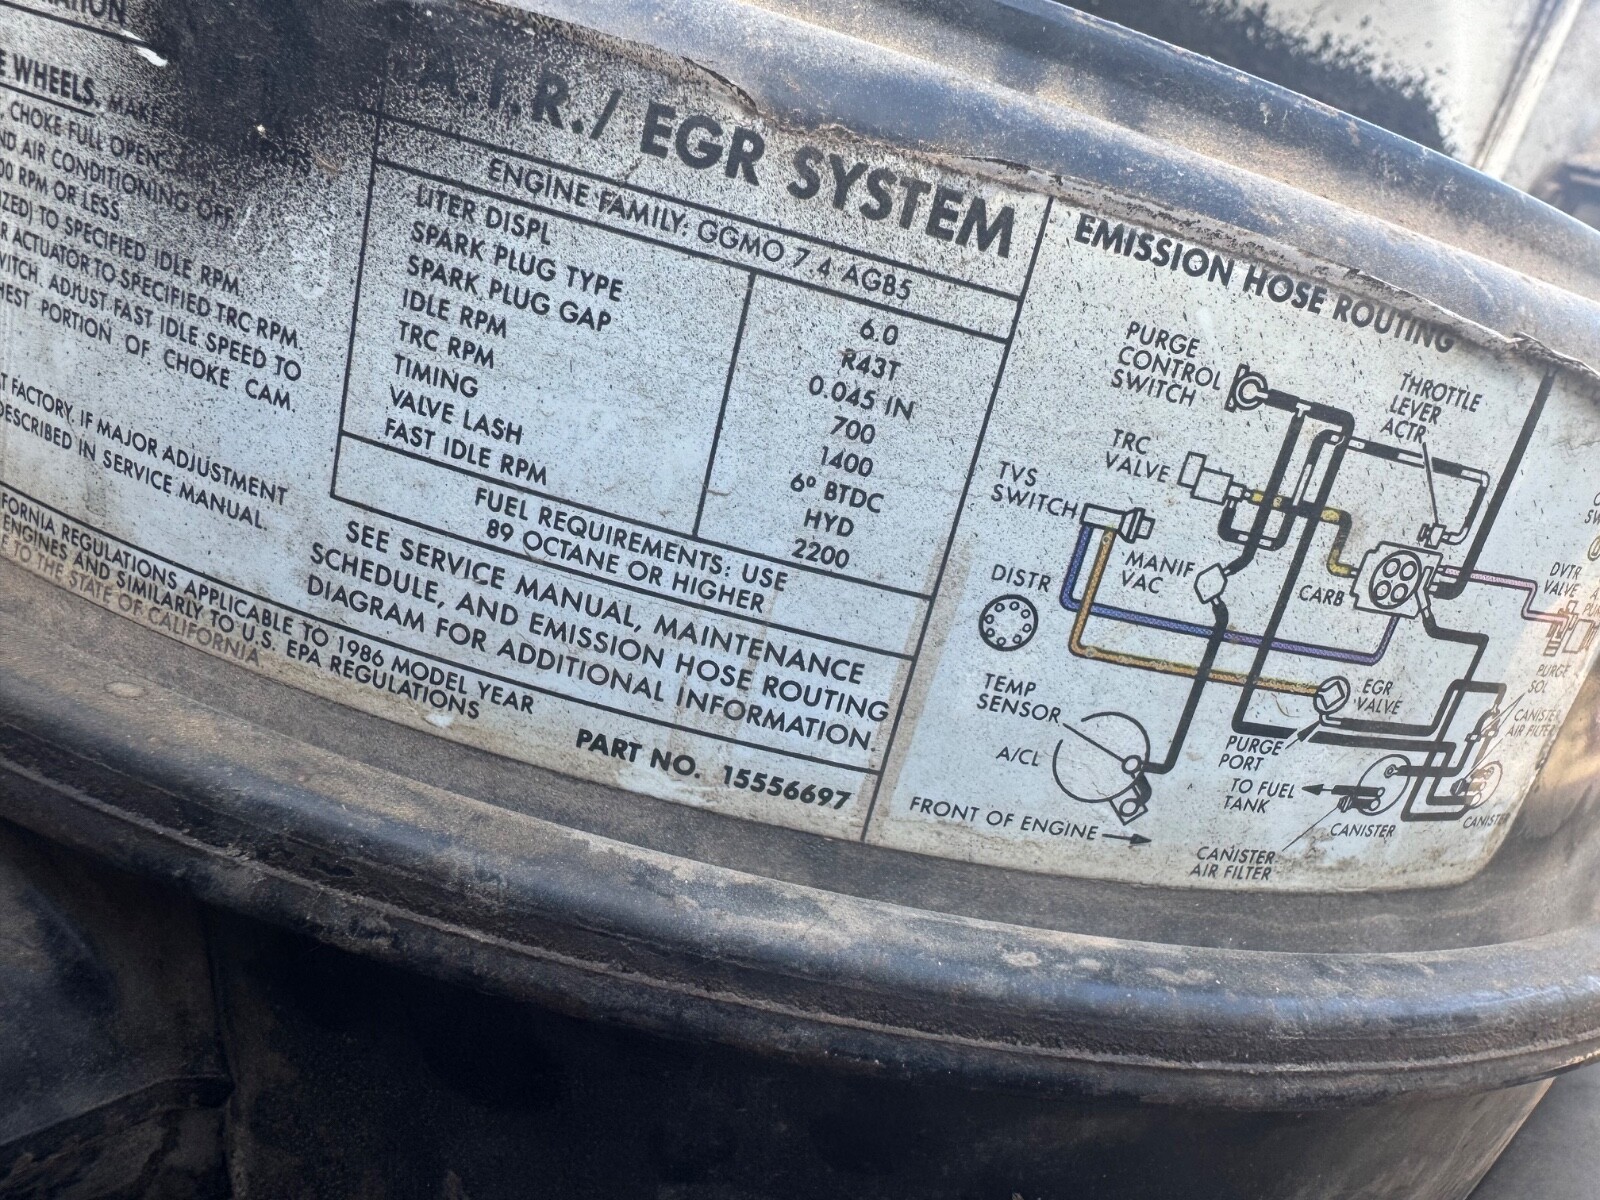 WHEELS. MAKE
CHOKE FULL OPEN
AIR CONDITIONING OFF
RPM OR LESS.
TO SPECIFIED IDLE RPM.
ACTUATOR TO SPECIFIED TRC RPM.
ADJUST FAST IDLE SPEED TO
PORTION OF CHOKE CAM.
FACTORY. IF MAJOR ADJUSTMENT
DESCRIBED IN SERVICE MANUAL.
REGULATIONS APPLICABLE TO 1986 MODEL YEAR
ENGINES AND SIMILARLY TO U.S. EPA REGULATIONS
TO THE STATE OF CALIFORNIA
A.I.R./ EGR SYSTEM
ENGINE FAMILY: GGMO 7.4 AGB5
LITER DISPL 6.0
SPARK PLUG TYPE R43T
SPARK PLUG GAP 0.045 IN
IDLE RPM 700
TRC RPM 1400
TIMING 6° BTDC
VALVE LASH HYD
FAST IDLE RPM 2200
FUEL REQUIREMENTS: USE
89 OCTANE OR HIGHER
SEE SERVICE MANUAL, MAINTENANCE
SCHEDULE, AND EMISSION HOSE ROUTING
DIAGRAM FOR ADDITIONAL INFORMATION.
PART NO. 15556697
EMISSION HOSE ROUTING
PURGE
CONTROL
SWITCH
THROTTLE
LEVER
ACTR
TRC
VALVE
TVS
SWITCH
MANIF
VAC
DISTR
CARB
DVTR
VALVE
TEMP
SENSOR
A/CL
EGR
VALVE
PURGE
SOL
CANISTER
AIR FILTER
PURGE
PORT
TO FUEL
TANK
CANISTER
CANISTER
FRONT OF ENGINE
CANISTER
AIR FILTER